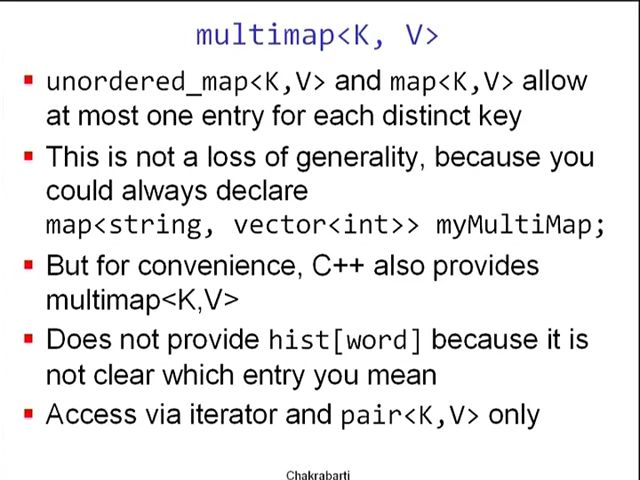 multimap<K, V>
unordered_map<K,V> and map<K,V> allow
at most one entry for each distinct key
This is not a loss of generality, because you
could always declare
map<string, vector<int>> myMultiMap;
But for convenience, C++ also provides
multimap<K,V>
Does not provide hist[word] because it is
not clear which entry you mean
Access via iterator and pair<K,V> only
Chakrabarti